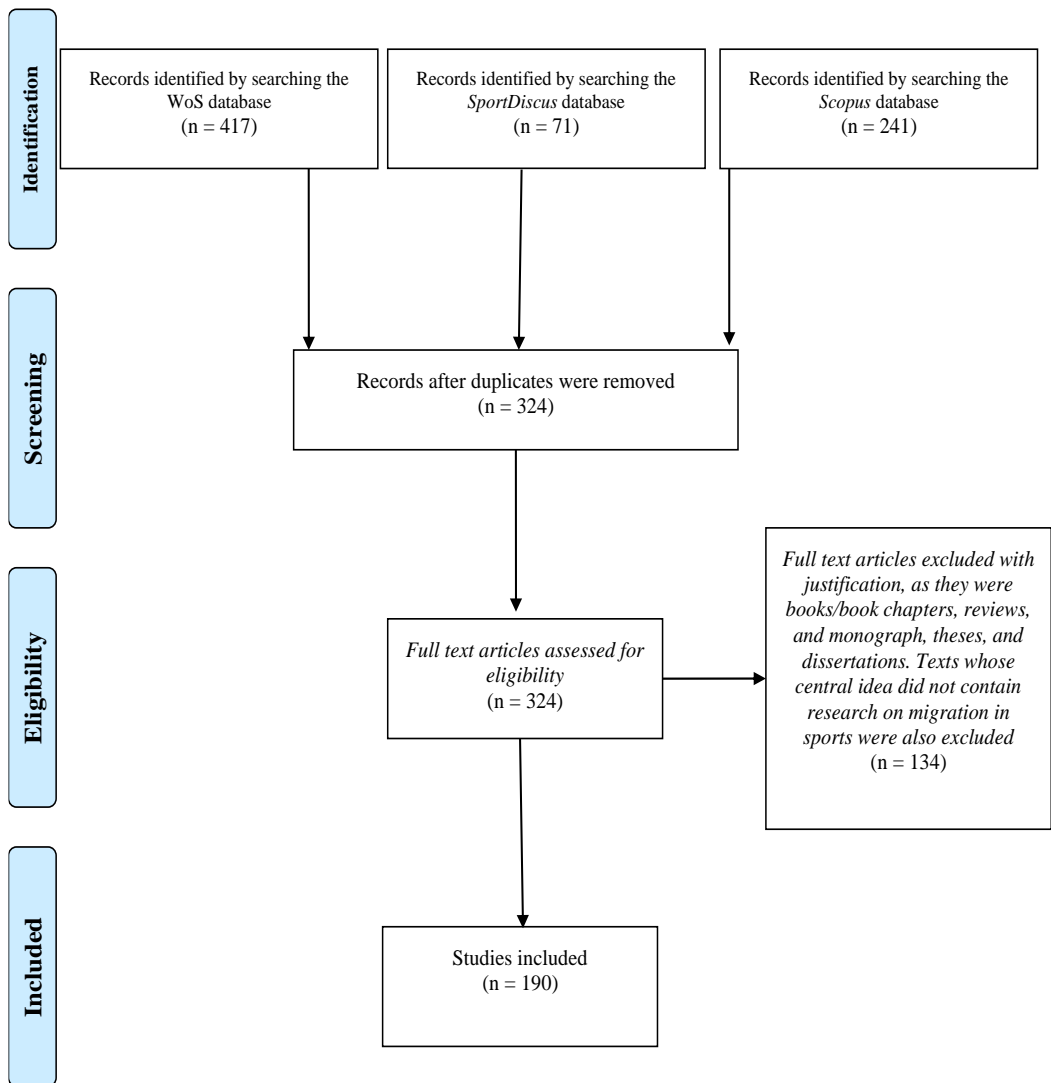 Identification
Records identified by searching the
WoS database
(n = 417)
Records identified by searching the
SportDiscus database
(n = 71)
Records identified by searching the
Scopus database
(n = 241)
Screening
Records after duplicates were removed
(n = 324)
Eligibility
Full text articles assessed for
eligibility
(n = 324)
Full text articles excluded with
justification, as they were
books/book chapters, reviews,
and monograph, theses, and
dissertations. Texts whose
central idea did not contain
research on migration in
sports were also excluded
(n = 134)
Included
Studies included
(n = 190)